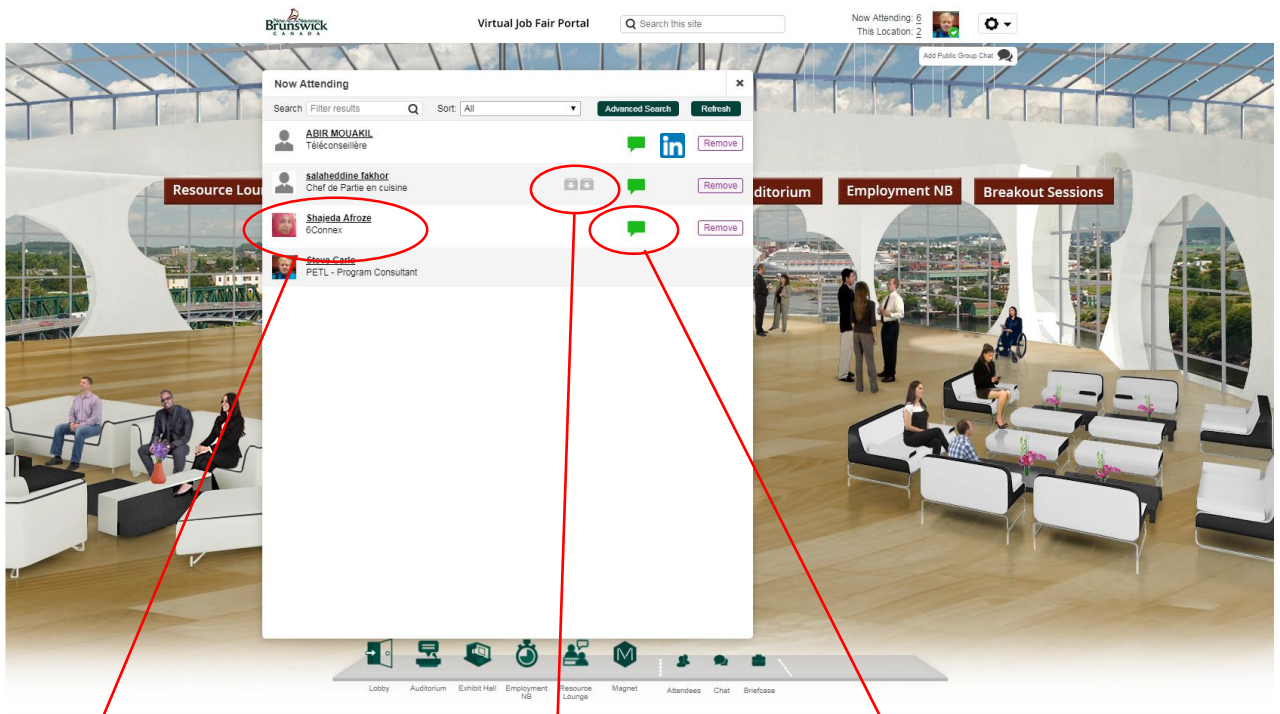 New Nouveau
Brunswick
CANADA
Virtual Job Fair Portal
Search this site
Now Attending: 6
This Location: 2
Add Public Group Chat
Now Attending
×
Search Filter results Sort: All Advanced Search Refresh
ABIR MOUAKIL
Téléconseillère
in Remove
salaheddine fakhor
Chef de Partie en cuisine
Remove
Shajeda Afroze
6Connex
Remove
Steve Carle
PETL - Program Consultant
Resource Lou
ditorium
Employment NB
Breakout Sessions
M
Lobby Auditorium Exhibit Hall Employment NB Resource Lounge Magnet Attendees Chat Briefcase